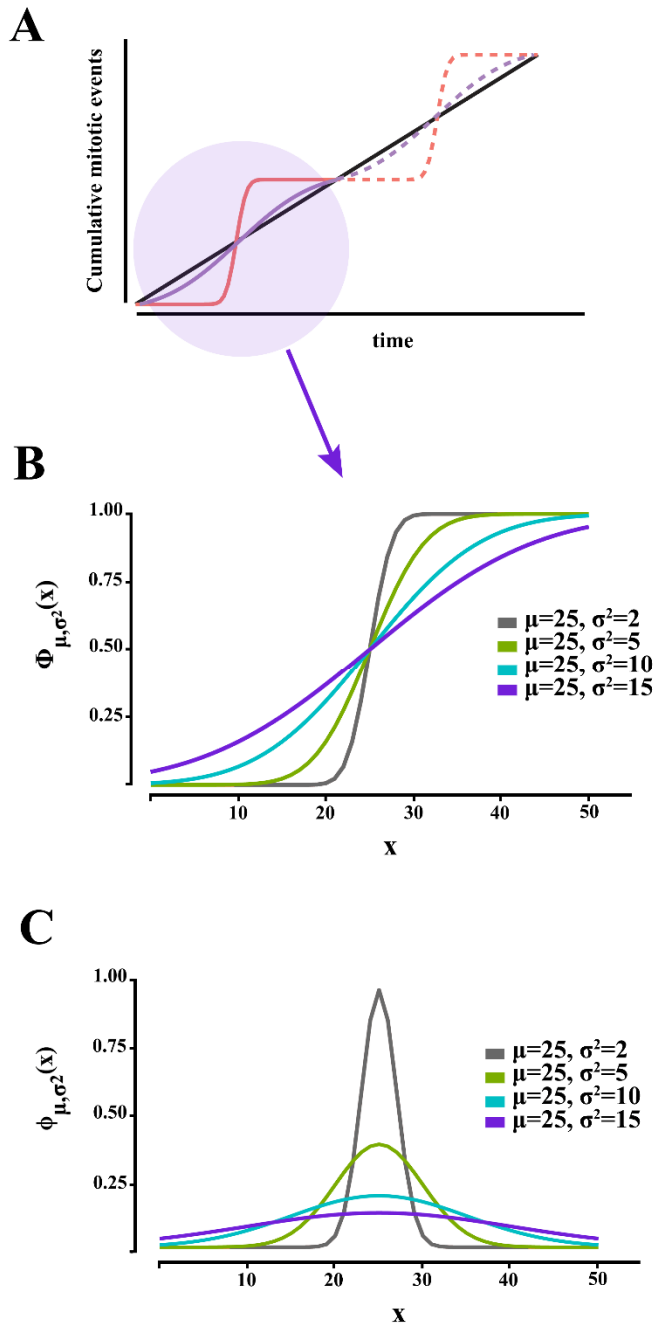 A
Cumulative mitotic events
time
B
Φμ,σ²(x)
1.00
0.75
0.50
0.25
μ=25, σ²=2
μ=25, σ²=5
μ=25, σ²=10
μ=25, σ²=15
10 20 30 40 50
x
C
ϕμ,σ2(x)
1.00
0.75
0.50
0.25
μ=25, σ²=2
μ=25, σ²=5
μ=25, σ²=10
μ=25, σ²=15
10 20 30 40 50
x